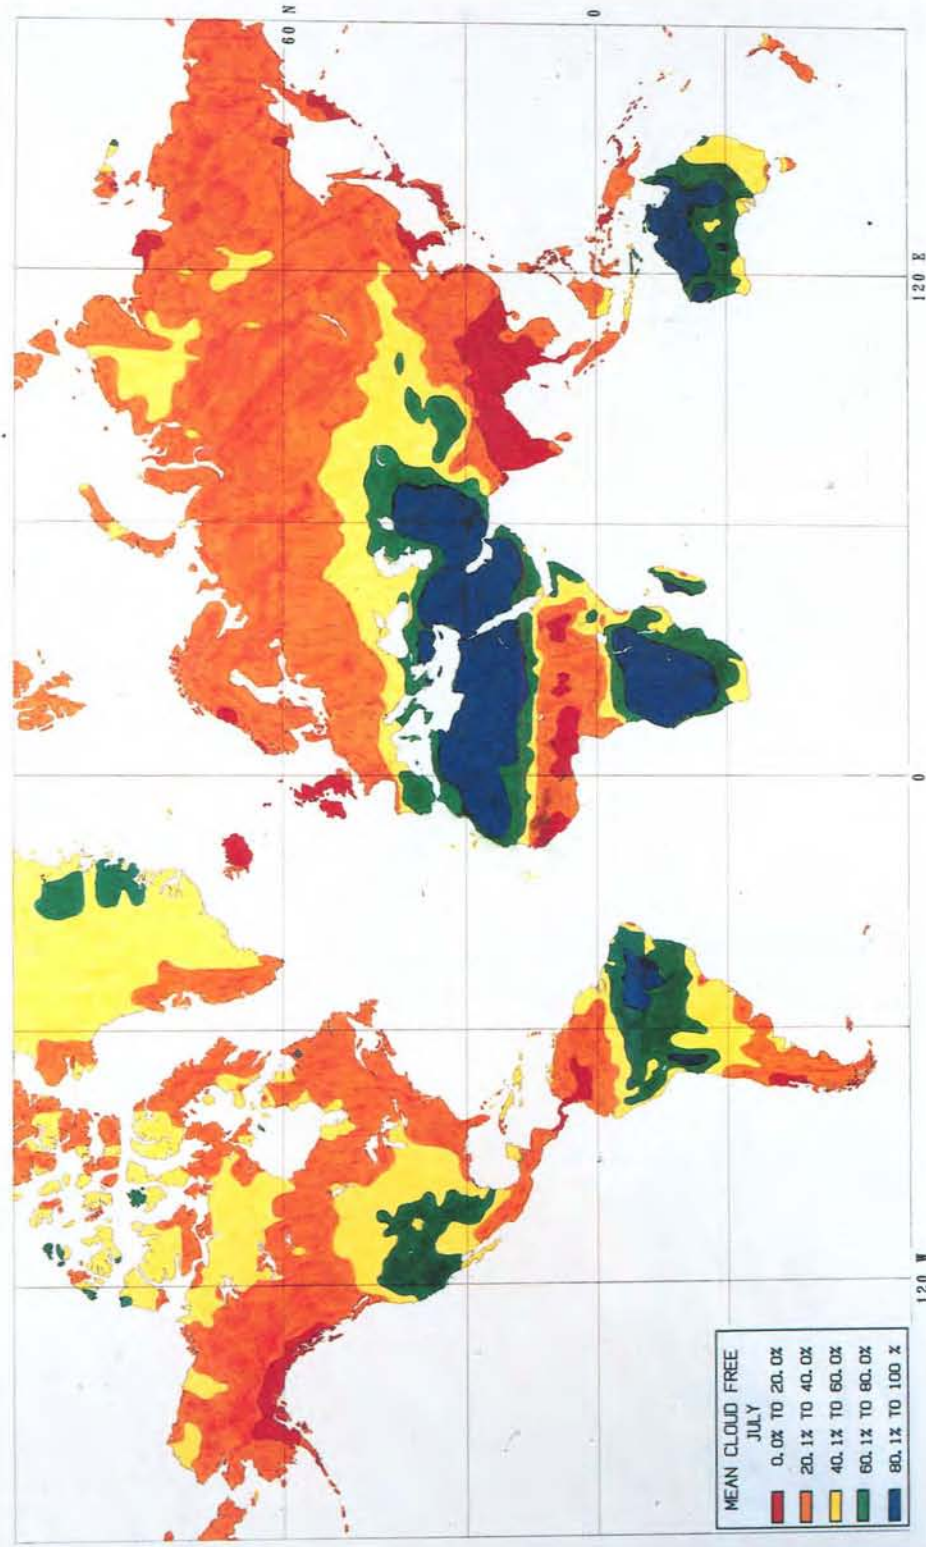 60 N
0
120 E
0
120 W
MEAN CLOUD FREE
JULY
0.0% TO 20.0%
20.1% TO 40.0%
40.1% TO 60.0%
60.1% TO 80.0%
80.1% TO 100 %